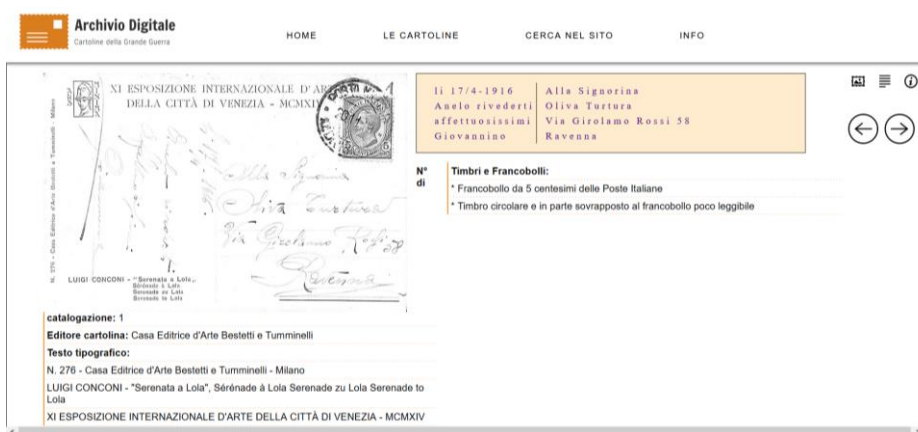 Archivio Digitale
Cartoline della Grande Guerra
HOME
LE CARTOLINE
CERCA NEL SITO
INFO
XI ESPOSIZIONE INTERNAZIONALE D'AR
DELLA CITTÀ DI VENEZIA - MCMXIV
N. 276 - Casa Editrice d'Arte Bestetti e Tumminelli - Milano
Alla Signorina
Oliva Turtura
Via Girolamo Rossi 58
Ravenna
LUIGI CONCONI - "Serenata a Lola„
Sérénade à Lola
Serenade zu Lola
Serenade to Lola
li 17/4-1916
Anelo rivederti
affettuosissimi
Giovannino
Alla Signorina
Oliva Turtura
Via Girolamo Rossi 58
Ravenna
N°
di
Timbri e Francobolli:
* Francobollo da 5 centesimi delle Poste Italiane
* Timbro circolare e in parte sovrapposto al francobollo poco leggibile
catalogazione: 1
Editore cartolina: Casa Editrice d'Arte Bestetti e Tumminelli
Testo tipografico:
N. 276 - Casa Editrice d'Arte Bestetti e Tumminelli - Milano
LUIGI CONCONI - "Serenata a Lola", Sérénade à Lola Serenade zu Lola Serenade to
Lola
XI ESPOSIZIONE INTERNAZIONALE D'ARTE DELLA CITTÀ DI VENEZIA - MCMXIV